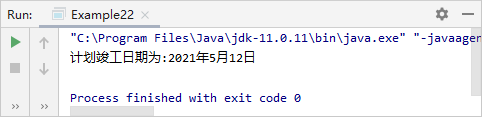 Run: Example22
"C:\Program Files\Java\jdk-11.0.11\bin\java.exe" "-javaagen
计划竣工日期为:2021年5月12日
Process finished with exit code 0